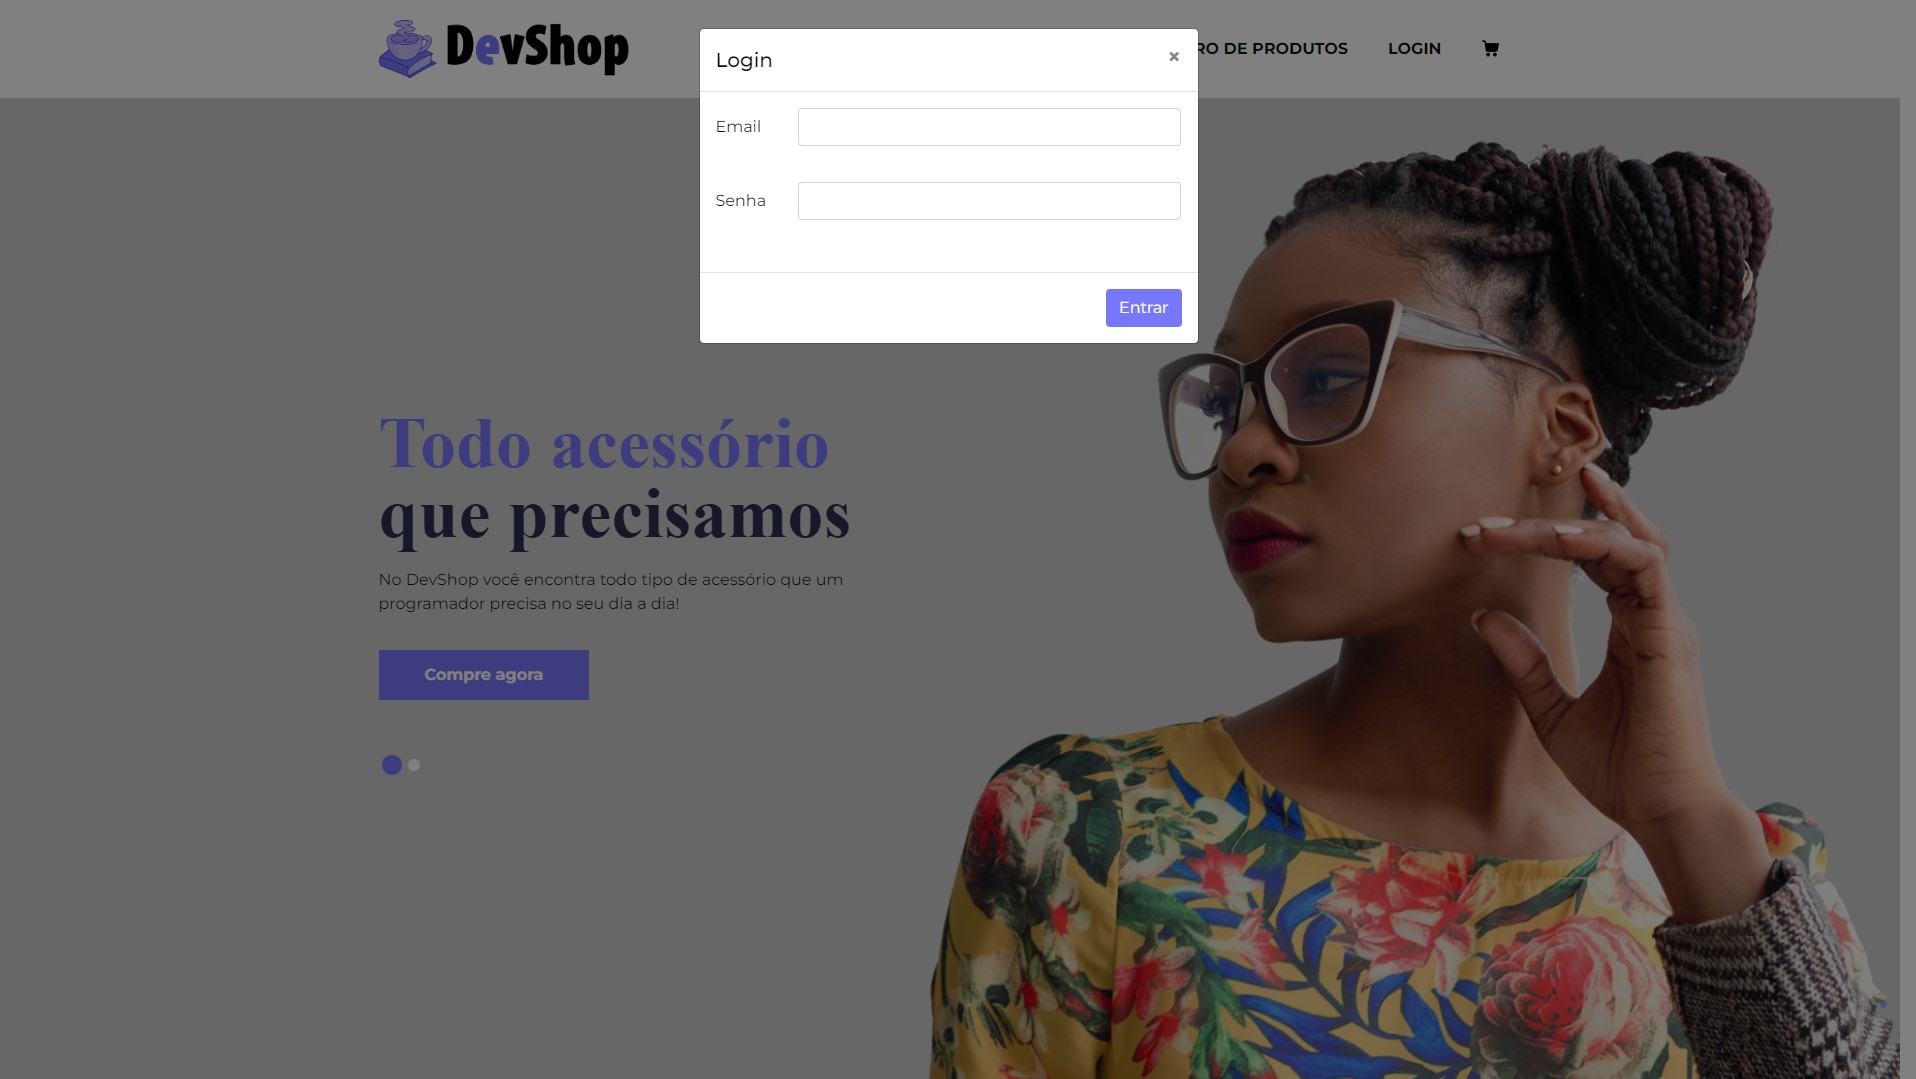 DevShop
RO DE PRODUTOS
LOGIN
Login
×
Email
Senha
Entrar
Todo acessório
que precisamos
No DevShop você encontra todo tipo de acessório que um
programador precisa no seu dia a dia!
Compre agora